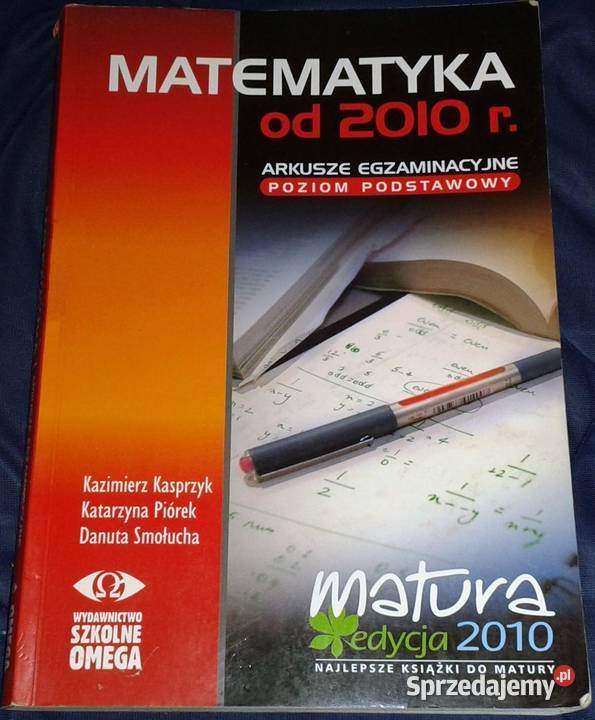 MATEMATYKA
od 2010 r.
ARKUSZE EGZAMINACYJNE
POZIOM PODSTAWOWY
Kazimierz Kasprzyk
Katarzyna Piórek
Danuta Smołucha
WYDAWNICTWO
SZKOLNE
OMEGA
matura
edycja 2010
NAJLEPSZE KSIĄŻKI DO MATURY
Sprzedajemy.pl